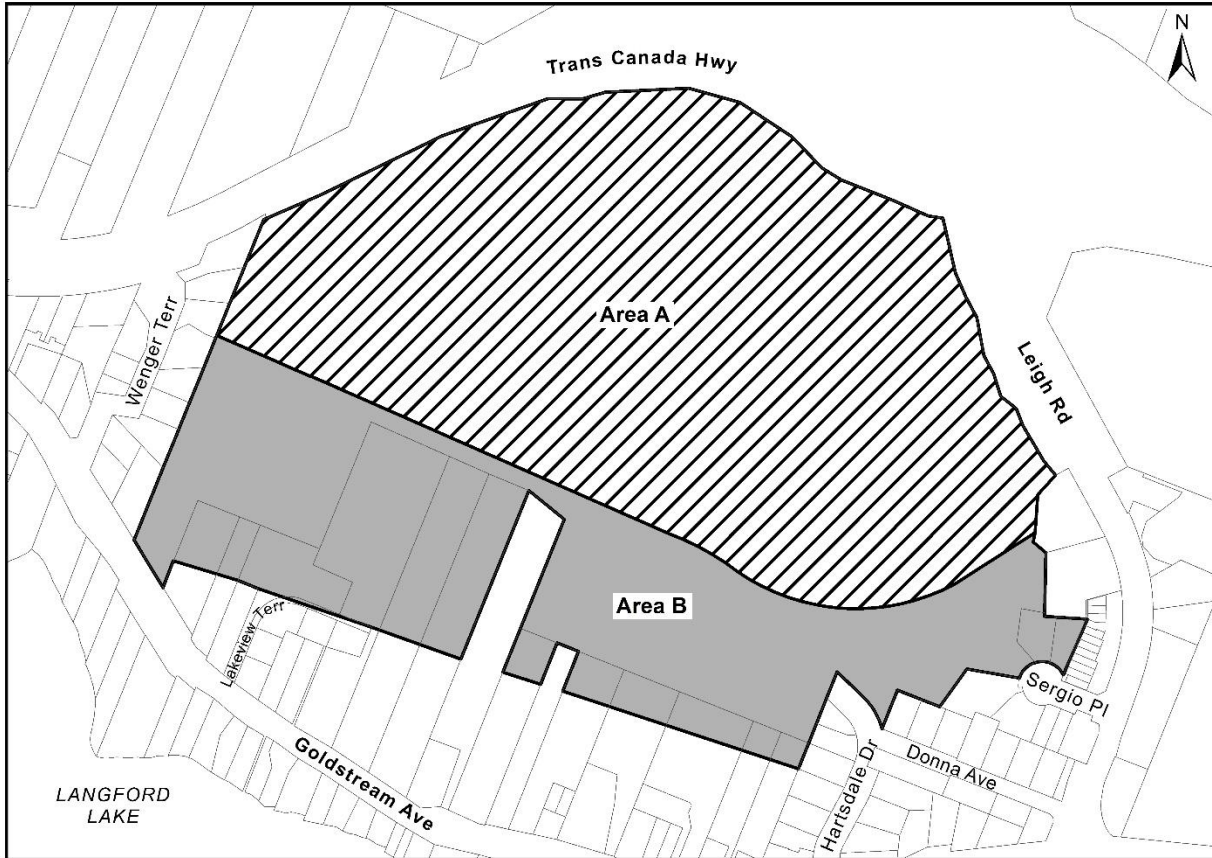 N
Trans Canada Hwy
Area A
Wenger Terr
Leigh Rd
Area B
Lakeview Terr
Sergio Pl
Goldstream Ave
Donna Ave
Hartsdale Dr
LANGFORD
LAKE